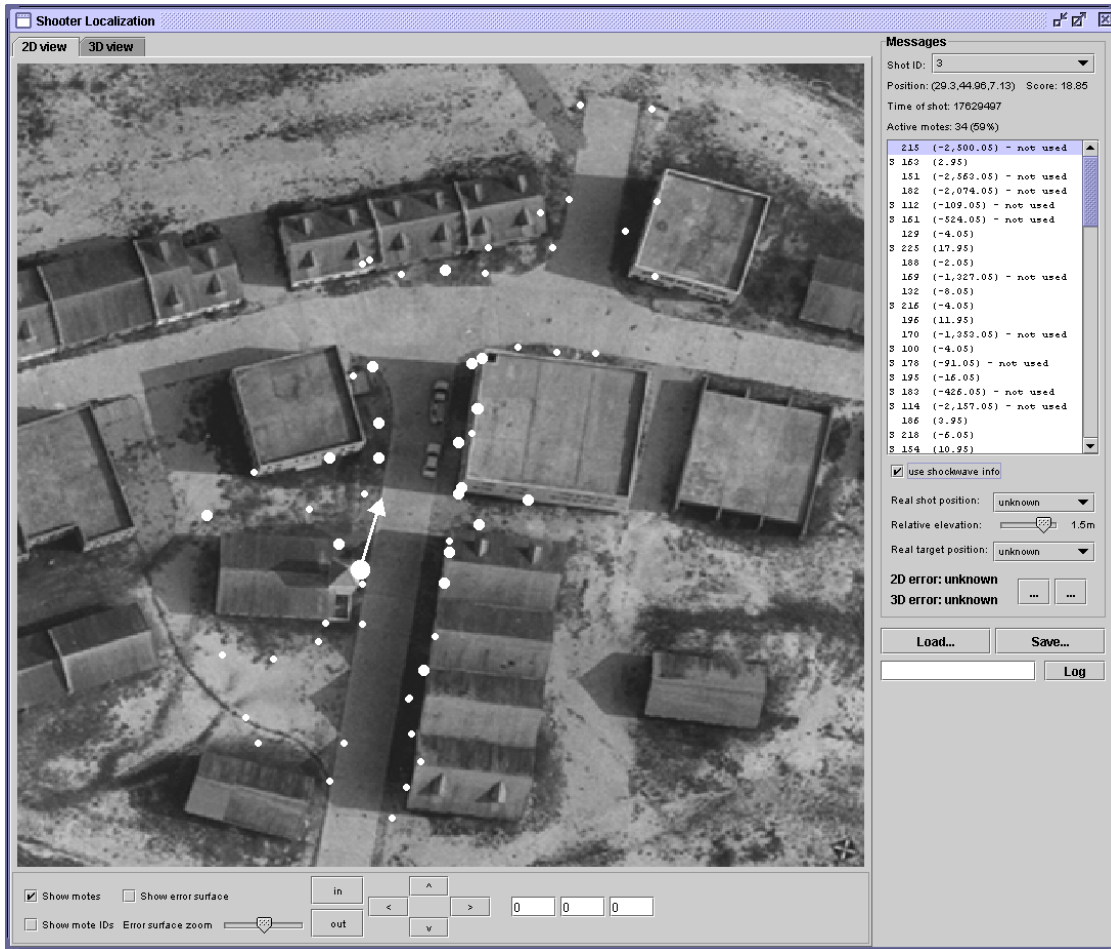 Shooter Localization
2D view 3D view
Messages
Shot ID: 3
Position: (29.3,44.96,7.13) Score: 18.85
Time of shot: 17629497
Active motes: 34 (59%)
215 (-2,500.05) - not used
S 163 (2.95)
151 (-2,563.05) - not used
182 (-2,074.05) - not used
S 112 (-109.05) - not used
S 161 (-524.05) - not used
129 (-4.05)
S 225 (17.95)
188 (-2.05)
169 (-1,327.05) - not used
132 (-8.05)
S 216 (-4.05)
196 (11.95)
170 (-1,353.05) - not used
S 100 (-4.05)
S 178 (-91.05) - not used
S 195 (-16.05)
S 183 (-426.05) - not used
S 114 (-2,157.05) - not used
186 (3.95)
S 218 (-6.05)
S 154 (10.95)
use shockwave info
Real shot position: unknown
Relative elevation: 1.5m
Real target position: unknown
2D error: unknown
3D error: unknown
... ...
Load... Save...
Log
Show motes Show error surface
Show mote IDs Error surface zoom
in
out
< ^ v >
0 0 0